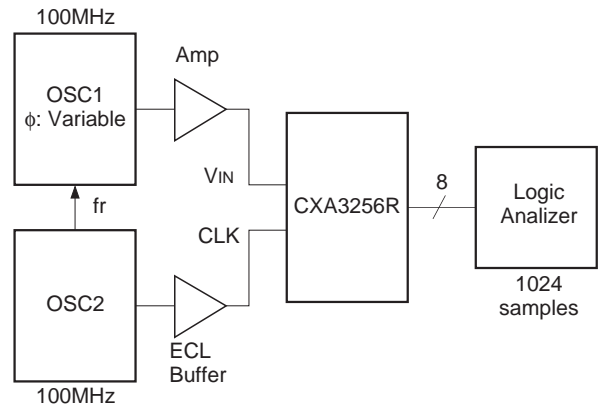 100MHz
OSC1
ϕ: Variable
Amp
fr
VIN
CLK
CXA3256R
8
Logic
Analizer
1024
samples
OSC2
ECL
Buffer
100MHz